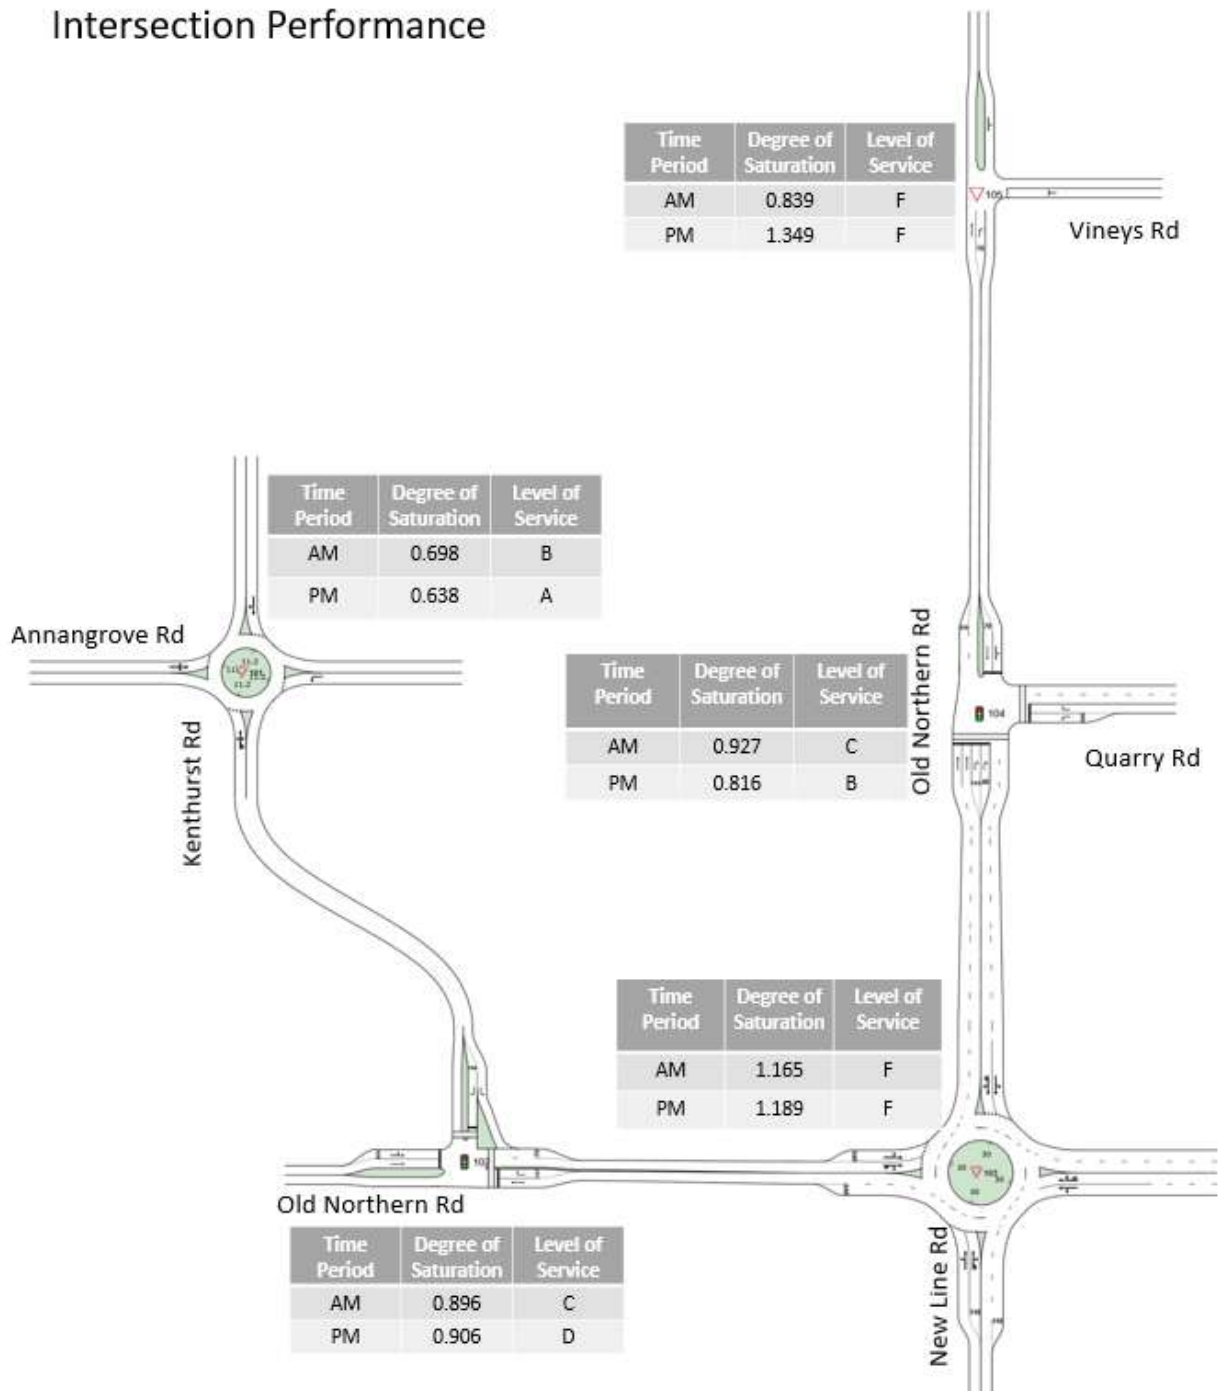 Intersection Performance
Time Period Degree of Saturation Level of Service
AM 0.839 F
PM 1.349 F
105
Vineys Rd
Time Period Degree of Saturation Level of Service
AM 0.698 B
PM 0.638 A
Annangrove Rd
Kenthurst Rd
Old Northern Rd
Time Period Degree of Saturation Level of Service
AM 0.927 C
PM 0.816 B
104
Quarry Rd
Time Period Degree of Saturation Level of Service
AM 1.165 F
PM 1.189 F
Old Northern Rd
New Line Rd
Time Period Degree of Saturation Level of Service
AM 0.896 C
PM 0.906 D